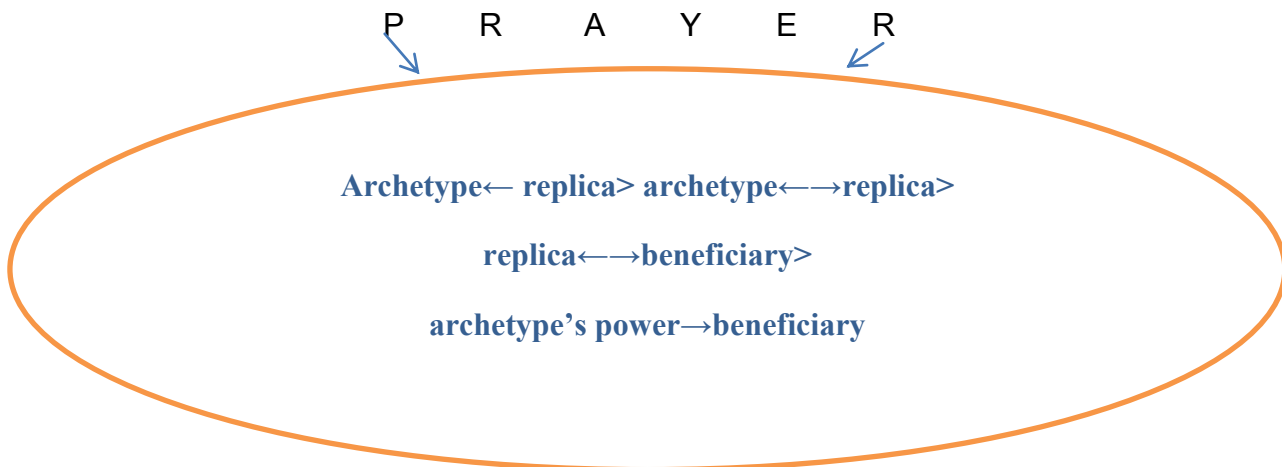 P R A Y E R
Archetype← replica> archetype←→replica>
replica←→beneficiary>
archetype’s power→beneficiary